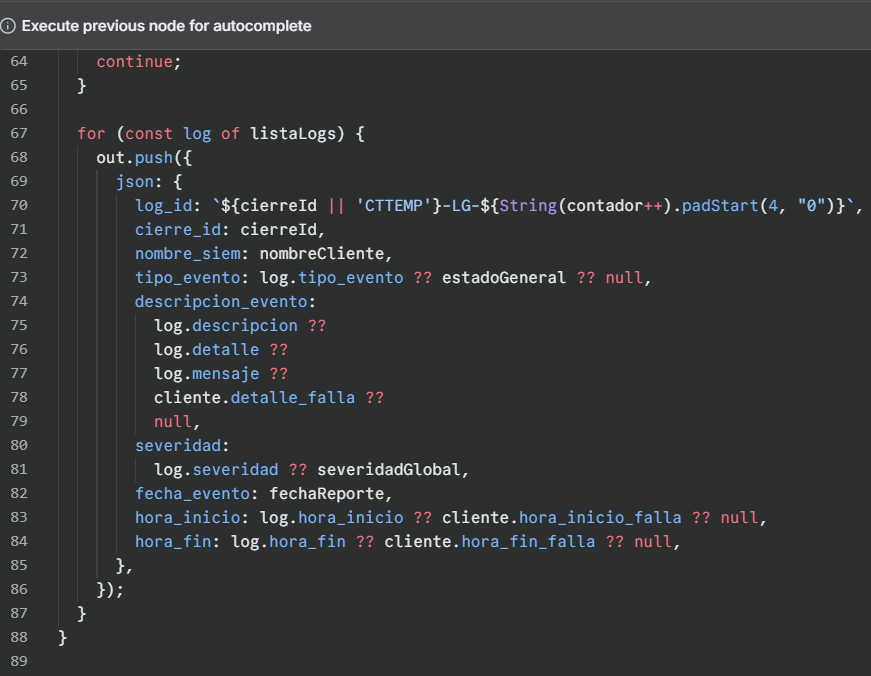 Execute previous node for autocomplete
64 continue;
65 }
66
67 for (const log of listaLogs) {
68 out.push({
69 json: {
70 log_id: `${cierreId || 'CTTEMP'}-LG-${String(contador++).padStart(4, "0")}`,
71 cierre_id: cierreId,
72 nombre_siem: nombreCliente,
73 tipo_evento: log.tipo_evento ?? estadoGeneral ?? null,
74 descripcion_evento:
75 log.descripcion ??
76 log.detalle ??
77 log.mensaje ??
78 cliente.detalle_falla ??
79 null,
80 severidad:
81 log.severidad ?? severidadGlobal,
82 fecha_evento: fechaReporte,
83 hora_inicio: log.hora_inicio ?? cliente.hora_inicio_falla ?? null,
84 hora_fin: log.hora_fin ?? cliente.hora_fin_falla ?? null,
85 },
86 });
87 }
88 }
89